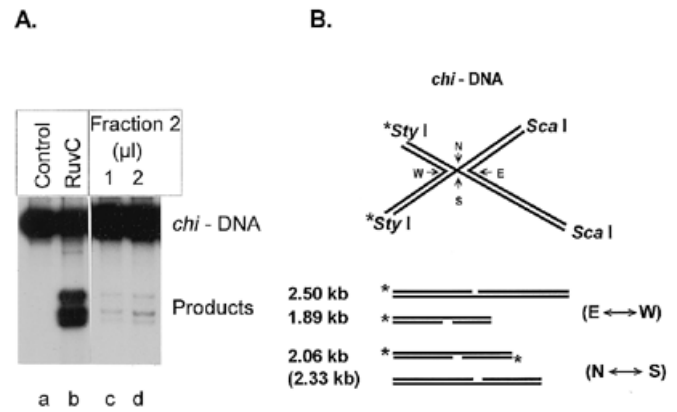 A.
Control
RuvC
Fraction 2
(µl)
1 2
chi - DNA
Products
a b c d
B.
chi - DNA
*Sty I
Sca I
N
W E
S
*Sty I
Sca I
2.50 kb *
1.89 kb *
(E ⟷ W)
2.06 kb * *
(2.33 kb)
(N ⟷ S)